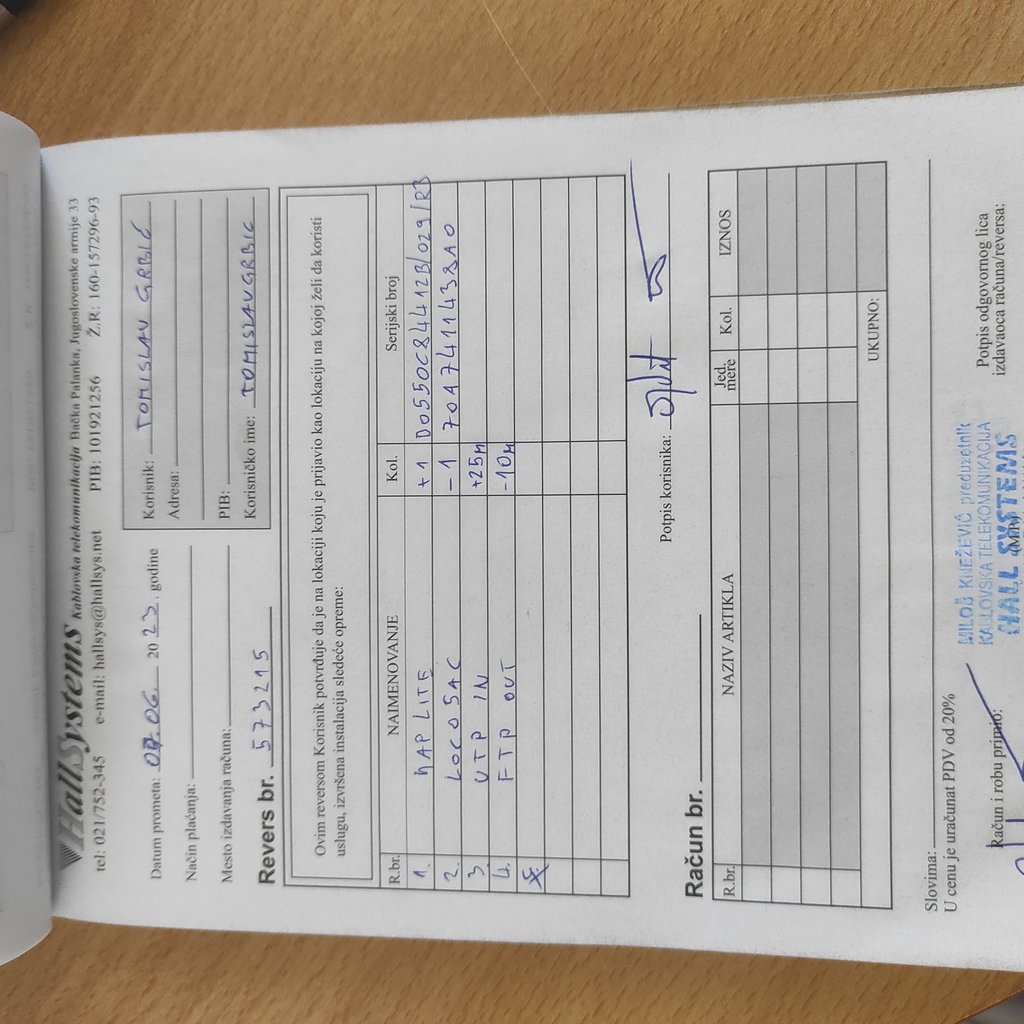 HallSystems Kablovska telekomunikacija Bačka Palanka, Jugoslovenske armije 33
tel: 021/752-345 e-mail: hallsys@hallsys.net PIB: 101921256 Ž.R: 160-157296-93
Datum prometa: 07.06. 2023. godine
Način plaćanja:
Mesto izdavanja računa:
Korisnik: TOMISLAV GRBIĆ
Adresa:
PIB:
Korisničko ime: TOMISLAVGRBIC
Revers br. 573215
Ovim reversom Korisnik potvrđuje da je na lokaciji koju je prijavio kao lokaciju na kojoj želi da koristi
uslugu, izvršena instalacija sledeće opreme:
R.br. NAIMENOVANJE Kol. Serijski broj
1. HAP LITE +1 D0550C84412B/029/RB
2. LOCO5AC -1 7047411438A0
3. UTP IN +25m
4. FTP OUT -10m
Potpis korisnika:
Račun br.
R.br. NAZIV ARTIKLA Jed. mere Kol. IZNOS
UKUPNO:
Slovima:
U cenu je uračunat PDV od 20%
Račun i robu primio:
MILOŠ KNEŽEVIĆ preduzetnik
KABLOVSKA TELEKOMUNIKACIJA
HALL SYSTEMS
(M.P.)
Potpis odgovornog lica
izdavaoca računa/reversa: